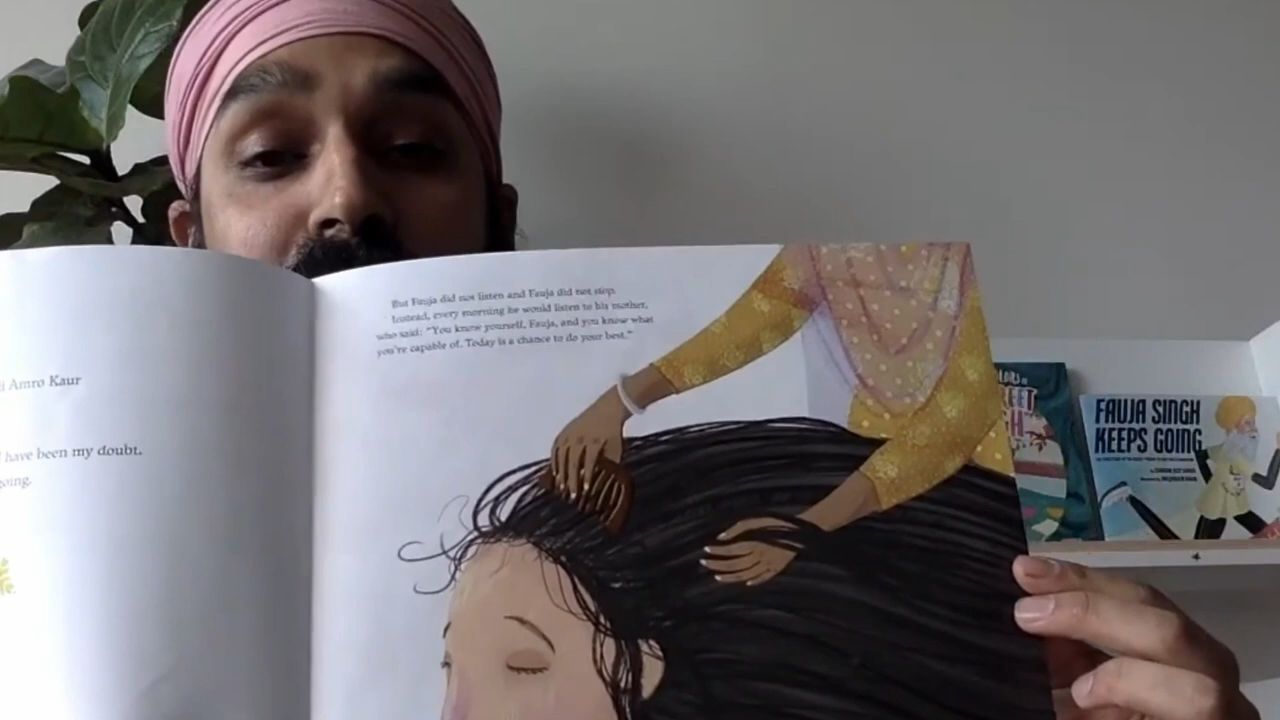 Amro Kaur
have been my doubt.
going.
But Fauja did not listen and Fauja did not stop.
Instead, every morning he would listen to his mother,
who said: "You know yourself, Fauja, and you know what
you're capable of. Today is a chance to do your best."
FAUJA SINGH
KEEPS GOING